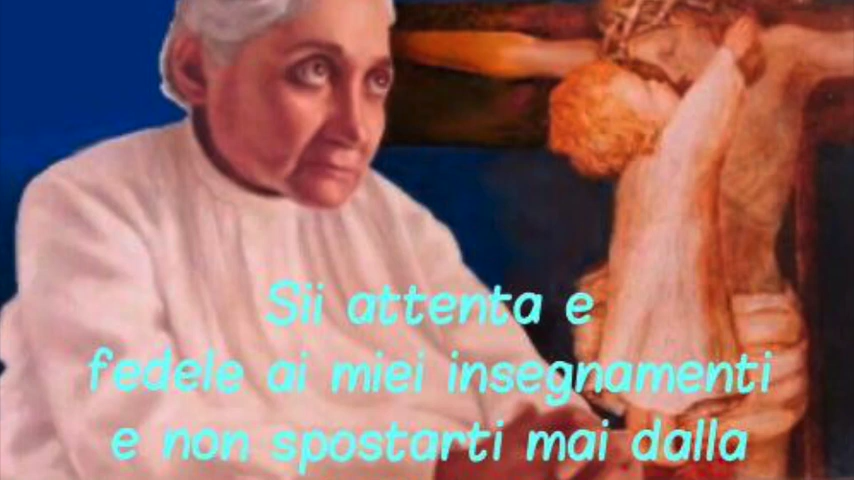 Sii attenta e
fedele ai miei insegnamenti
e non spostarti mai dalla